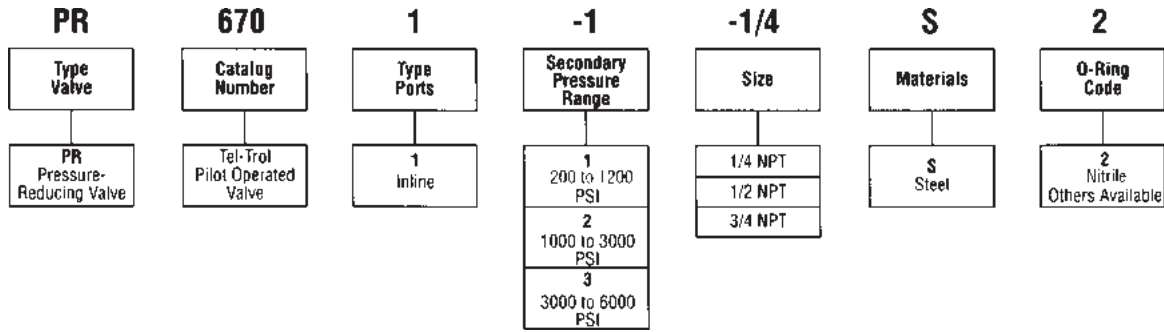 PR 670 1 -1 -1/4 S 2
Type
Valve
Catalog
Number
Type
Ports
Secondary
Pressure
Range
Size
Materials
O-Ring
Code
PR
Pressure-
Reducing Valve
Tel-Trol
Pilot Operated
Valve
1
Inline
1
200 to 1200
PSI
2
1000 to 3000
PSI
3
3000 to 6000
PSI
1/4 NPT
1/2 NPT
3/4 NPT
S
Steel
2
Nitrile
Others Available